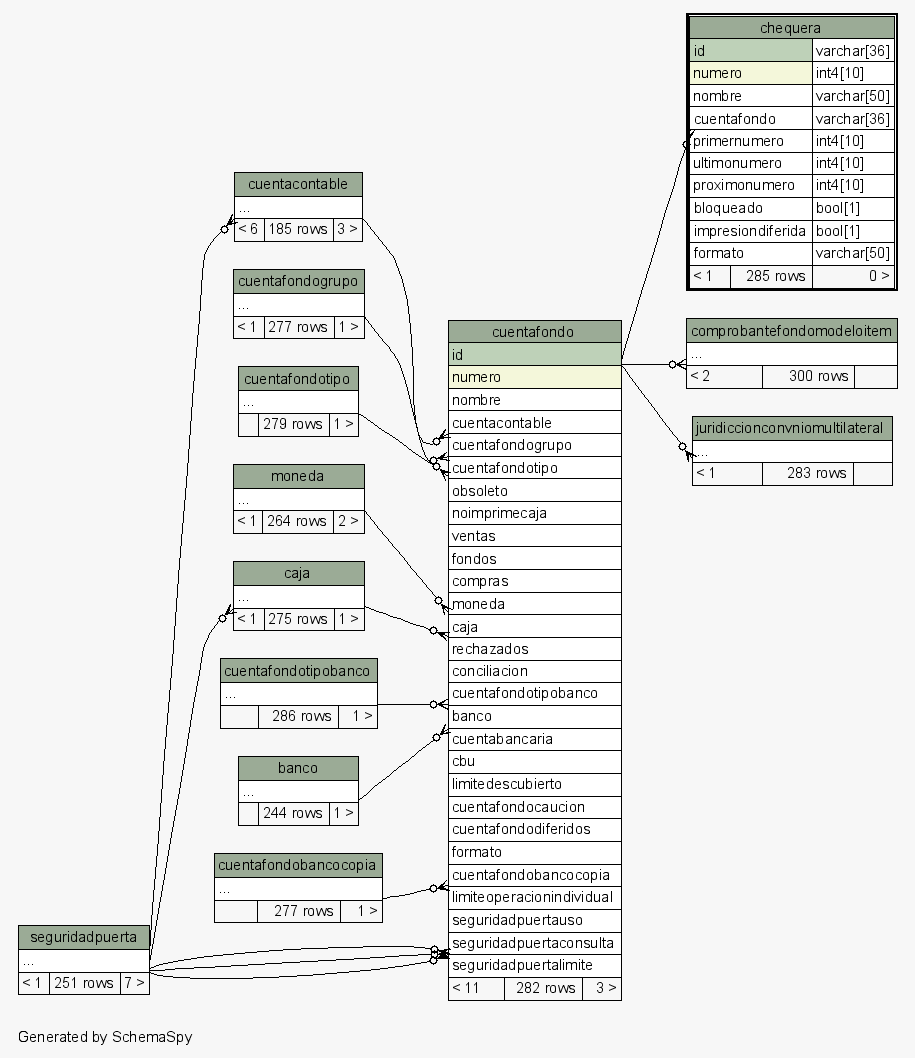 chequera
id varchar[36]
numero int4[10]
nombre varchar[50]
cuentafondo varchar[36]
primernumero int4[10]
ultimonumero int4[10]
proximonumero int4[10]
bloqueado bool[1]
impresiondiferida bool[1]
formato varchar[50]
< 1 285 rows 0 >
cuentacontable
...
< 6 185 rows 3 >
cuentafondogrupo
...
< 1 277 rows 1 >
cuentafondotipo
...
279 rows 1 >
moneda
...
< 1 264 rows 2 >
caja
...
< 1 275 rows 1 >
cuentafondotipobanco
...
286 rows 1 >
banco
...
244 rows 1 >
cuentafondobancocopia
...
277 rows 1 >
seguridadpuerta
...
< 1 251 rows 7 >
cuentafondo
id
numero
nombre
cuentacontable
cuentafondogrupo
cuentafondotipo
obsoleto
noimprimecaja
ventas
fondos
compras
moneda
caja
rechazados
conciliacion
cuentafondotipobanco
banco
cuentabancaria
cbu
limitedescubierto
cuentafondocaucion
cuentafondodiferidos
formato
cuentafondobancocopia
limiteoperacionindividual
seguridadpuertauso
seguridadpuertaconsulta
seguridadpuertalimite
< 11 282 rows 3 >
comprobantefondomodeloitem
...
< 2 300 rows
juridiccionconvniomultilateral
...
< 1 283 rows
Generated by SchemaSpy